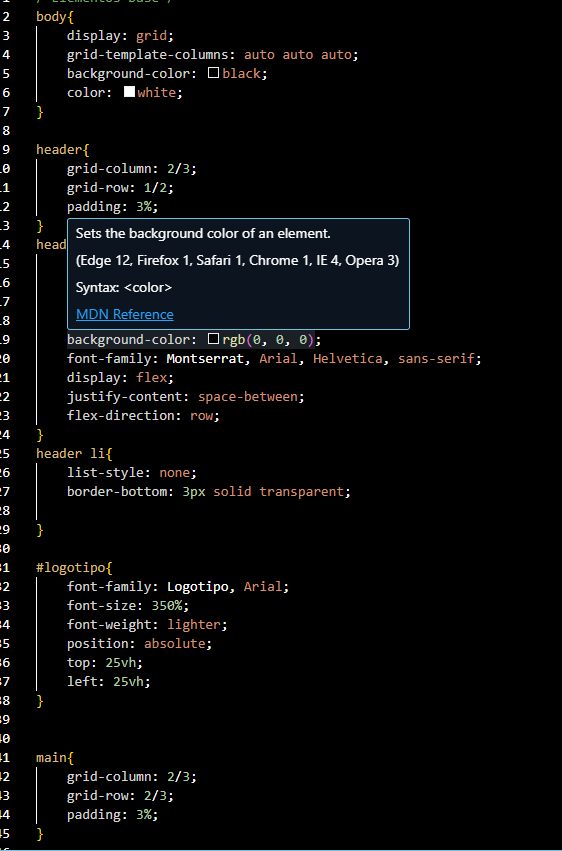 / Elementos base /
2 body{
3 display: grid;
4 grid-template-columns: auto auto auto;
5 background-color: black;
6 color: white;
7 }
8
9 header{
10 grid-column: 2/3;
11 grid-row: 1/2;
12 padding: 3%;
13 }
14 head
Sets the background color of an element.
15
(Edge 12, Firefox 1, Safari 1, Chrome 1, IE 4, Opera 3)
16
Syntax: <color>
17
MDN Reference
18
19 background-color: rgb(0, 0, 0);
20 font-family: Montserrat, Arial, Helvetica, sans-serif;
21 display: flex;
22 justify-content: space-between;
23 flex-direction: row;
24 }
25 header li{
26 list-style: none;
27 border-bottom: 3px solid transparent;
28
29 }
30
31 #logotipo{
32 font-family: Logotipo, Arial;
33 font-size: 350%;
34 font-weight: lighter;
35 position: absolute;
36 top: 25vh;
37 left: 25vh;
38 }
39
40
41 main{
42 grid-column: 2/3;
43 grid-row: 2/3;
44 padding: 3%;
45 }